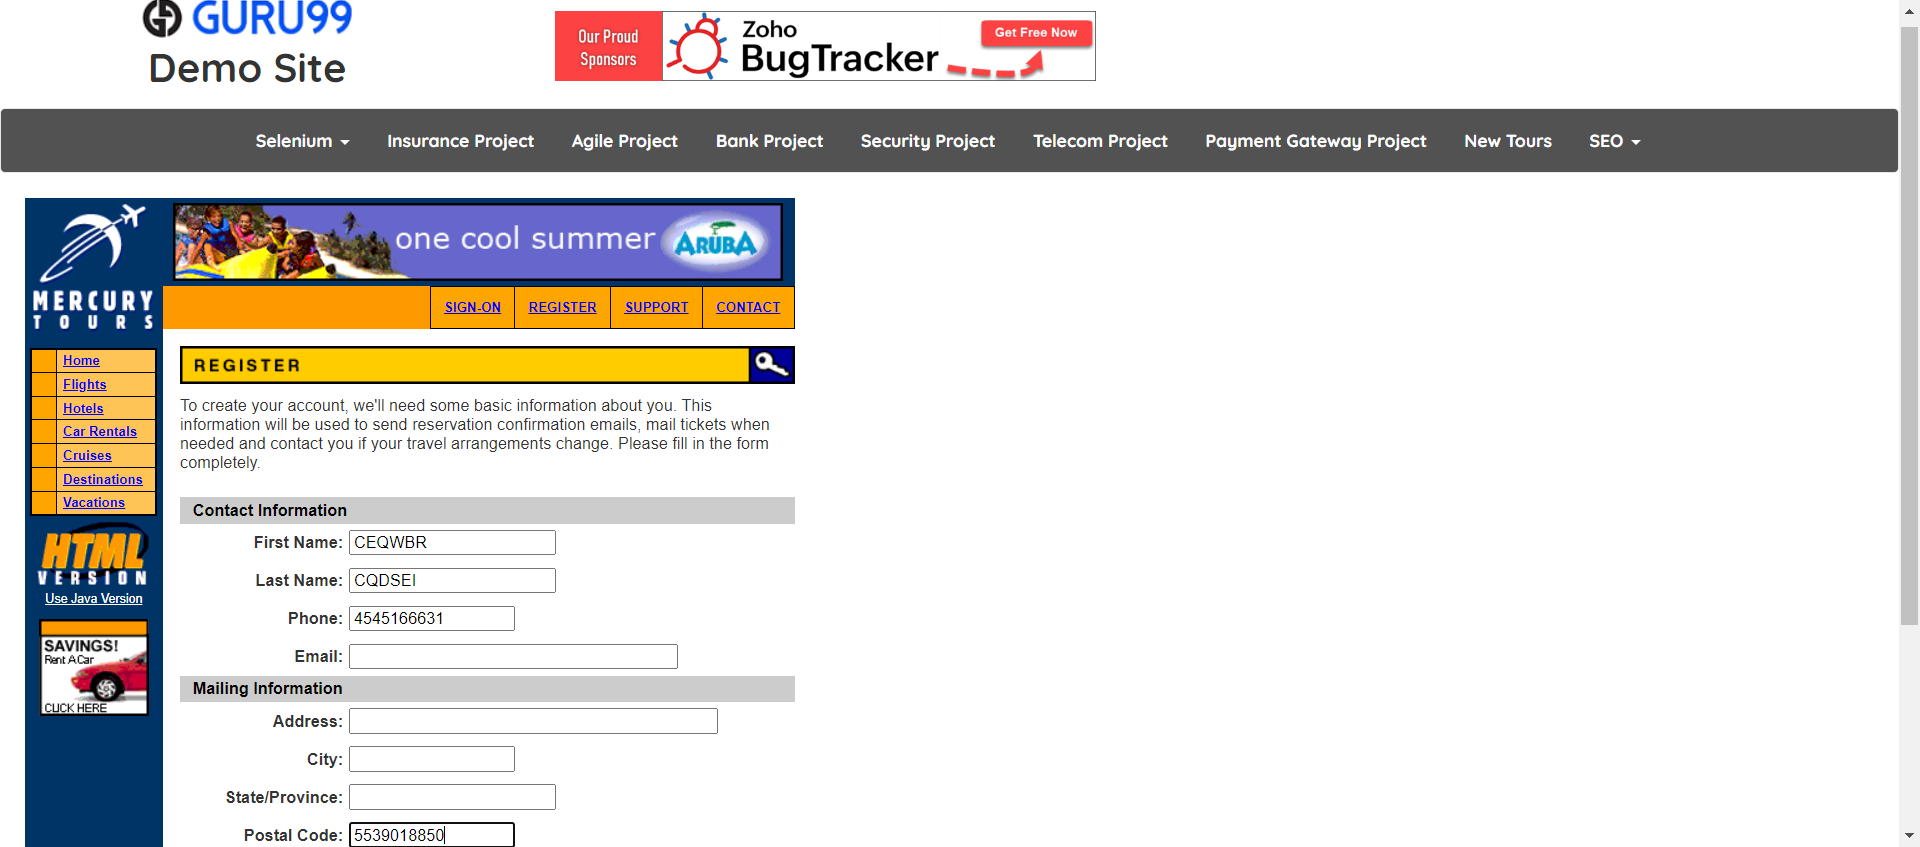 GURU99
Demo Site
Our Proud
Sponsors
Zoho
BugTracker
Get Free Now
Selenium
Insurance Project
Agile Project
Bank Project
Security Project
Telecom Project
Payment Gateway Project
New Tours
SEO
MERCURY
TOURS
one cool summer
ARUBA
SIGN-ON
REGISTER
SUPPORT
CONTACT
Home
Flights
Hotels
Car Rentals
Cruises
Destinations
Vacations
HTML
VERSION
Use Java Version
SAVINGS!
Rent A Car
CLICK HERE
REGISTER
To create your account, we'll need some basic information about you. This
information will be used to send reservation confirmation emails, mail tickets when
needed and contact you if your travel arrangements change. Please fill in the form
completely.
Contact Information
First Name: CEQWBR
Last Name: CQDSEI
Phone: 4545166631
Email:
Mailing Information
Address:
City:
State/Province:
Postal Code: 5539018850